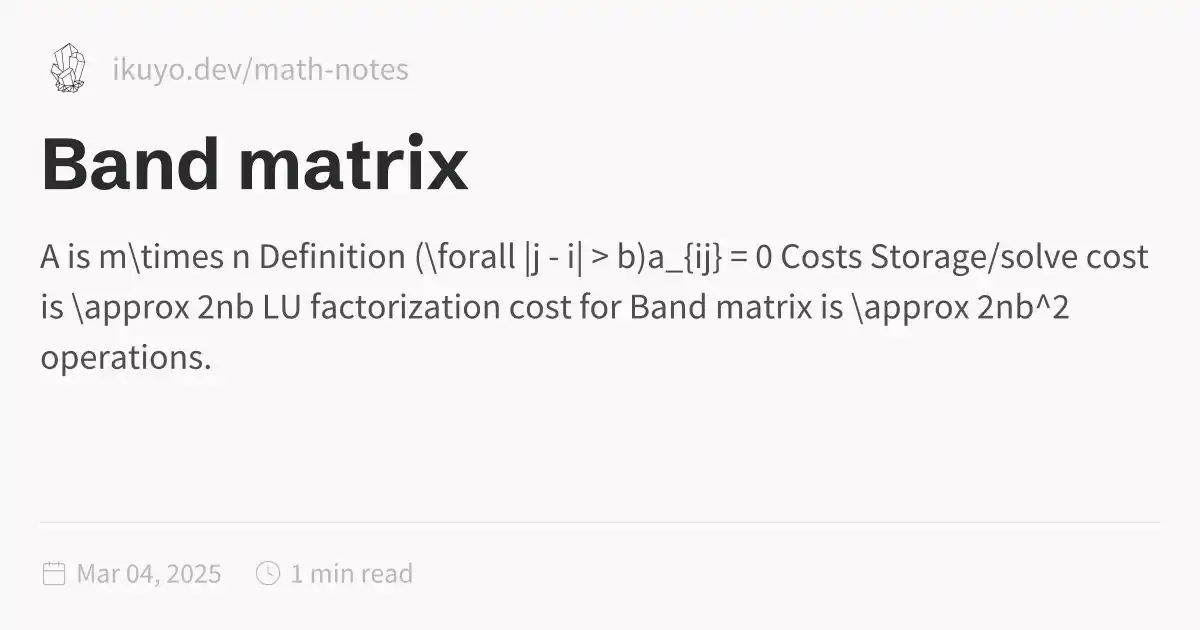 ikuyo.dev/math-notes
Band matrix
A is m\times n Definition (\forall |j - i| > b)a_{ij} = 0 Costs Storage/solve cost
is \approx 2nb LU factorization cost for Band matrix is \approx 2nb^2
operations.
Mar 04, 2025 1 min read